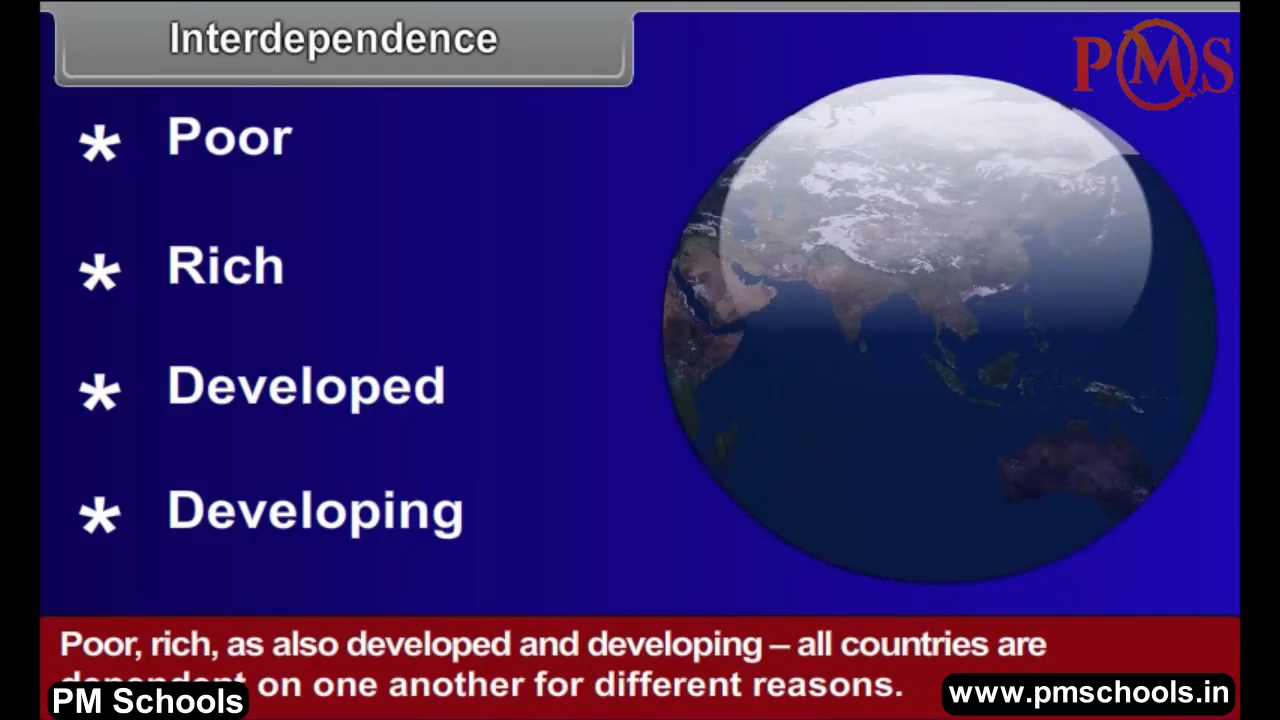 Interdependence
PMS
* Poor
* Rich
* Developed
* Developing
Poor, rich, as also developed and developing – all countries are
dependent on one another for different reasons.
PM Schools
www.pmschools.in